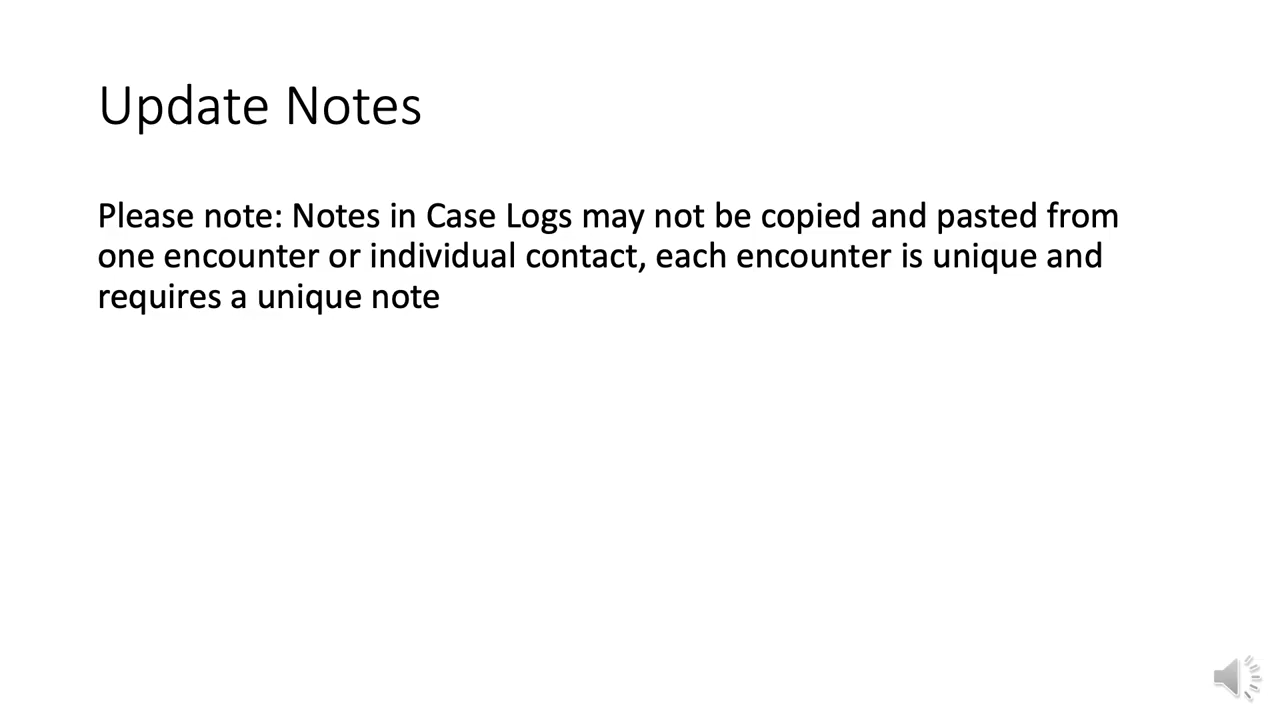 Update Notes
Please note: Notes in Case Logs may not be copied and pasted from
one encounter or individual contact, each encounter is unique and
requires a unique note